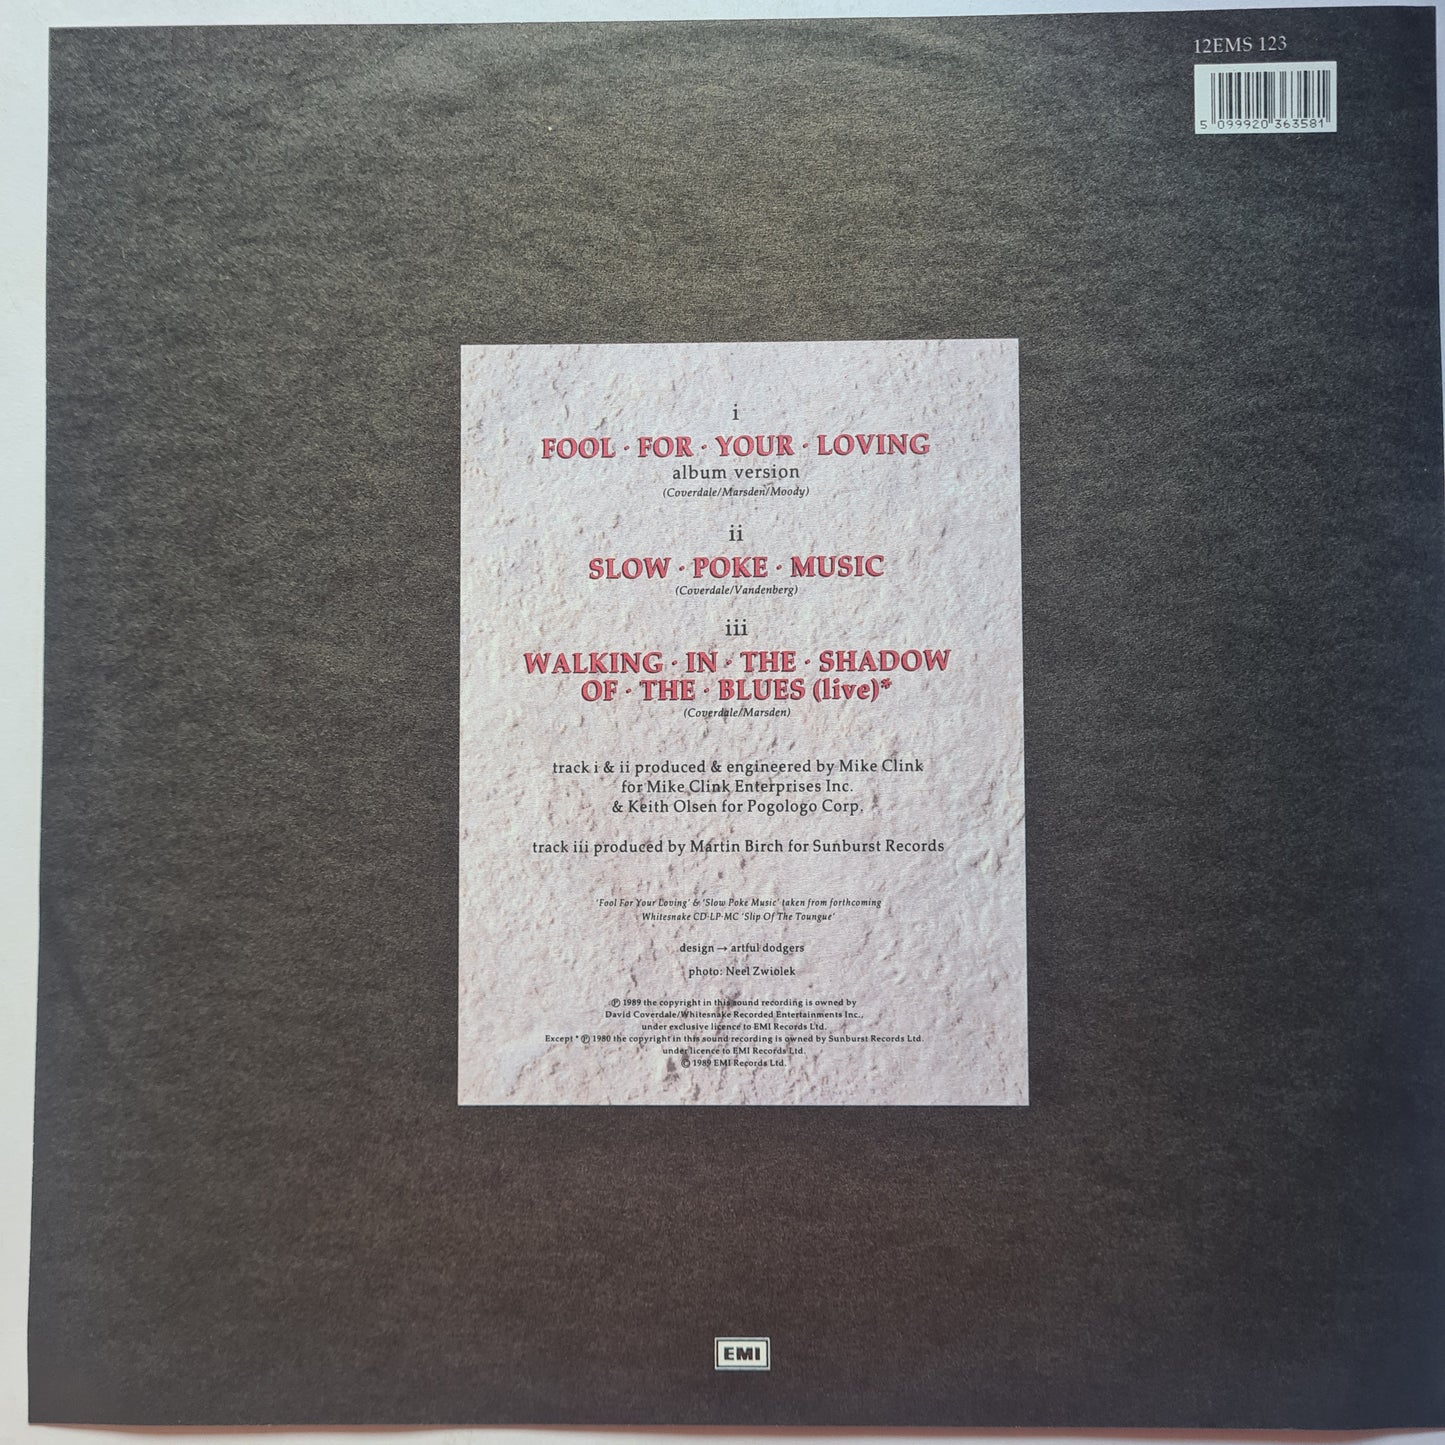 12EMS 123
5 099920 363581
i
FOOL · FOR · YOUR · LOVING
album version
(Coverdale/Marsden/Moody)
ii
SLOW · POKE · MUSIC
(Coverdale/Vandenberg)
iii
WALKING · IN · THE · SHADOW
OF · THE · BLUES (live)*
(Coverdale/Marsden)
track i & ii produced & engineered by Mike Clink
for Mike Clink Enterprises Inc.
& Keith Olsen for Pogologo Corp.
track iii produced by Martin Birch for Sunburst Records
'Fool For Your Loving' & 'Slow Poke Music' taken from forthcoming
Whitesnake CD·LP·MC 'Slip Of The Toungue'
design → artful dodgers
photo: Neel Zwiolek
℗ 1989 the copyright in this sound recording is owned by
David Coverdale/Whitesnake Recorded Entertainments Inc.,
under exclusive licence to EMI Records Ltd.
Except * ℗ 1980 the copyright in this sound recording is owned by Sunburst Records Ltd.
under licence to EMI Records Ltd.
© 1989 EMI Records Ltd.
EMI